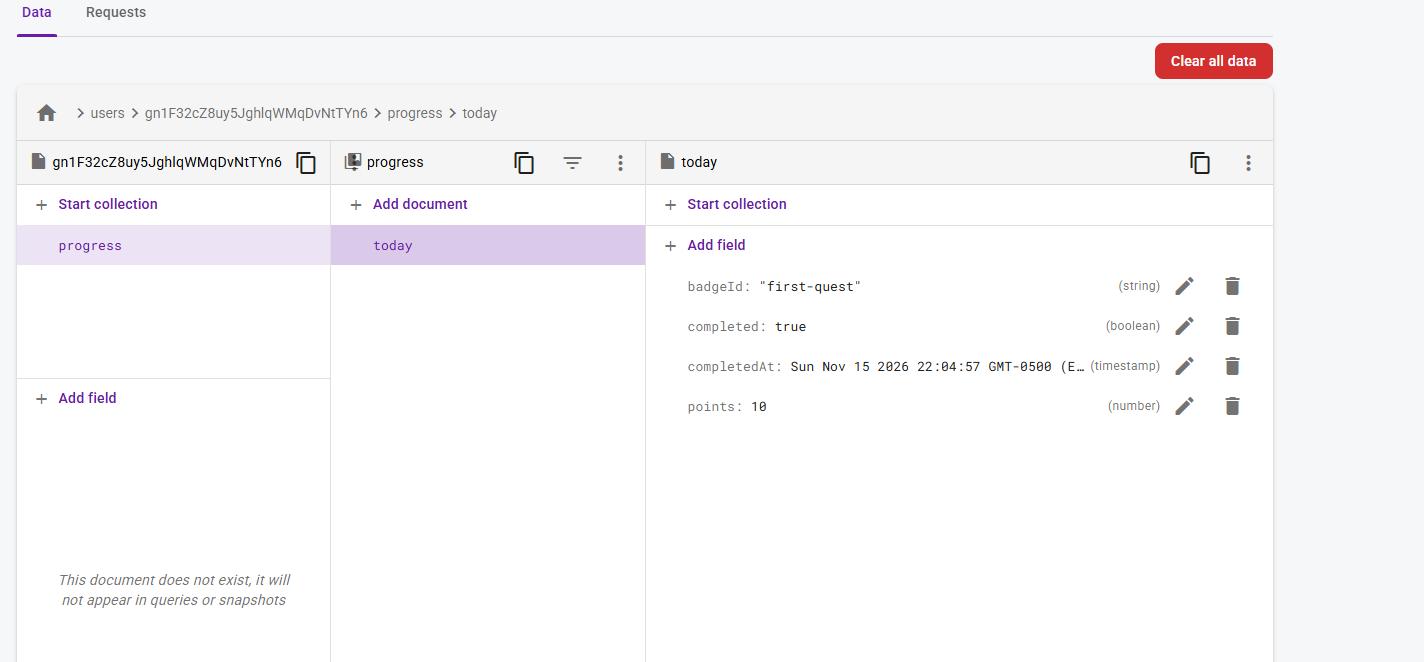 Data Requests
Clear all data
users gn1F32cZ8uy5JghlqWMqDvNtTYn6 progress today
gn1F32cZ8uy5JghlqWMqDvNtTYn6
Start collection
progress
Add field
This document does not exist, it will
not appear in queries or snapshots
progress
Add document
today
today
Start collection
Add field
badgeId: "first-quest" (string)
completed: true (boolean)
completedAt: Sun Nov 15 2026 22:04:57 GMT-0500 (E… (timestamp)
points: 10 (number)